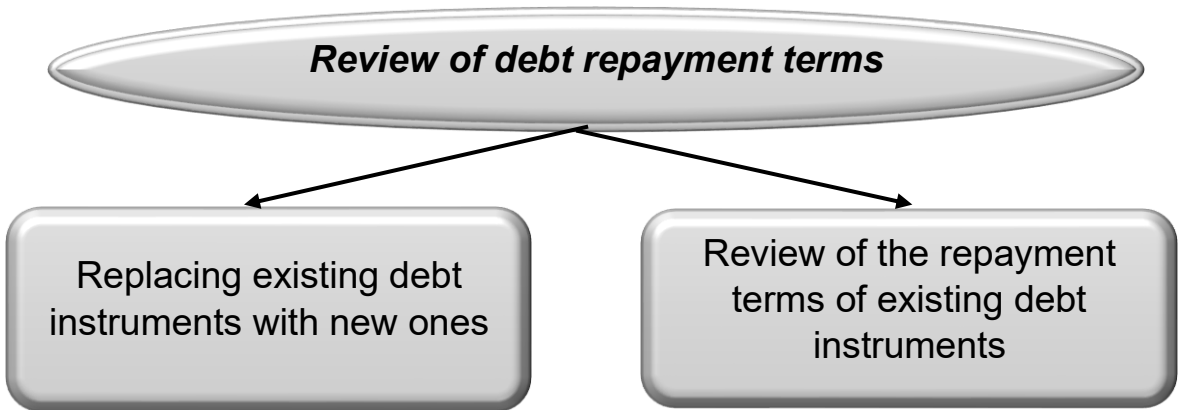 Review of debt repayment terms
Replacing existing debt
instruments with new ones
Review of the repayment
terms of existing debt
instruments